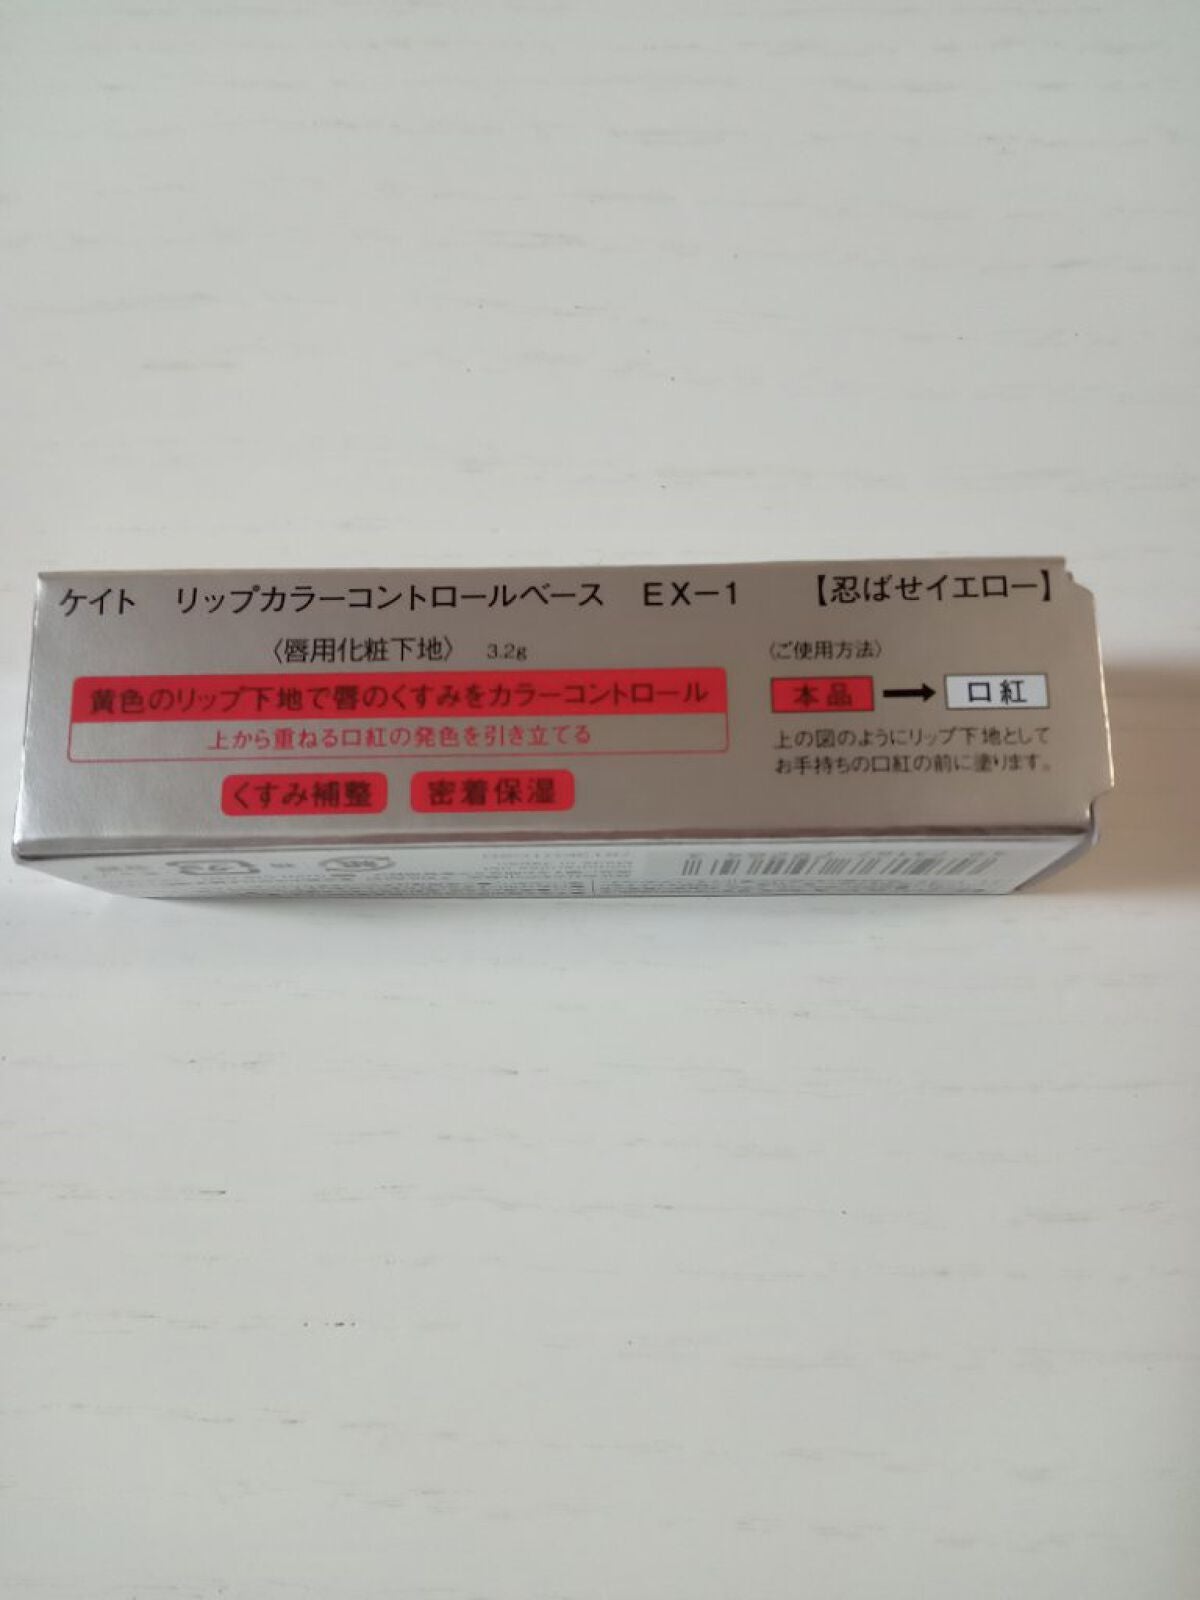 ケイト リップカラーコントロールベース EX-1 【忍ばせイエロー】
〈唇用化粧下地〉 3.2g
黄色のリップ下地で唇のくすみをカラーコントロール
上から重ねる口紅の発色を引き立てる
くすみ補整 密着保湿
〈ご使用方法〉
本品 → 口紅
上の図のようにリップ下地として
お手持ちの口紅の前に塗ります。